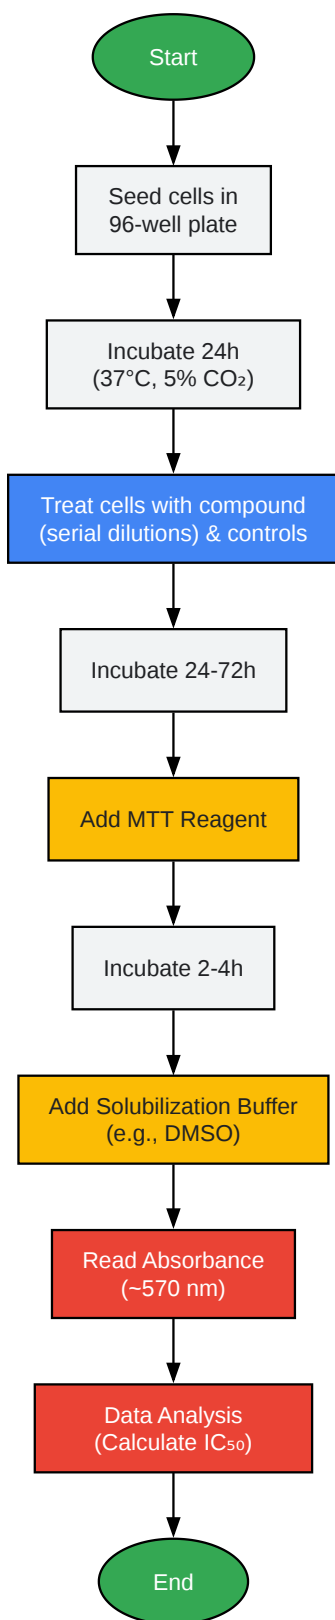 Start
Seed cells in
96-well plate
Incubate 24h
(37°C, 5% CO₂)
Treat cells with compound
(serial dilutions) & controls
Incubate 24-72h
Add MTT Reagent
Incubate 2-4h
Add Solubilization Buffer
(e.g., DMSO)
Read Absorbance
(~570 nm)
Data Analysis
(Calculate IC₅₀)
End